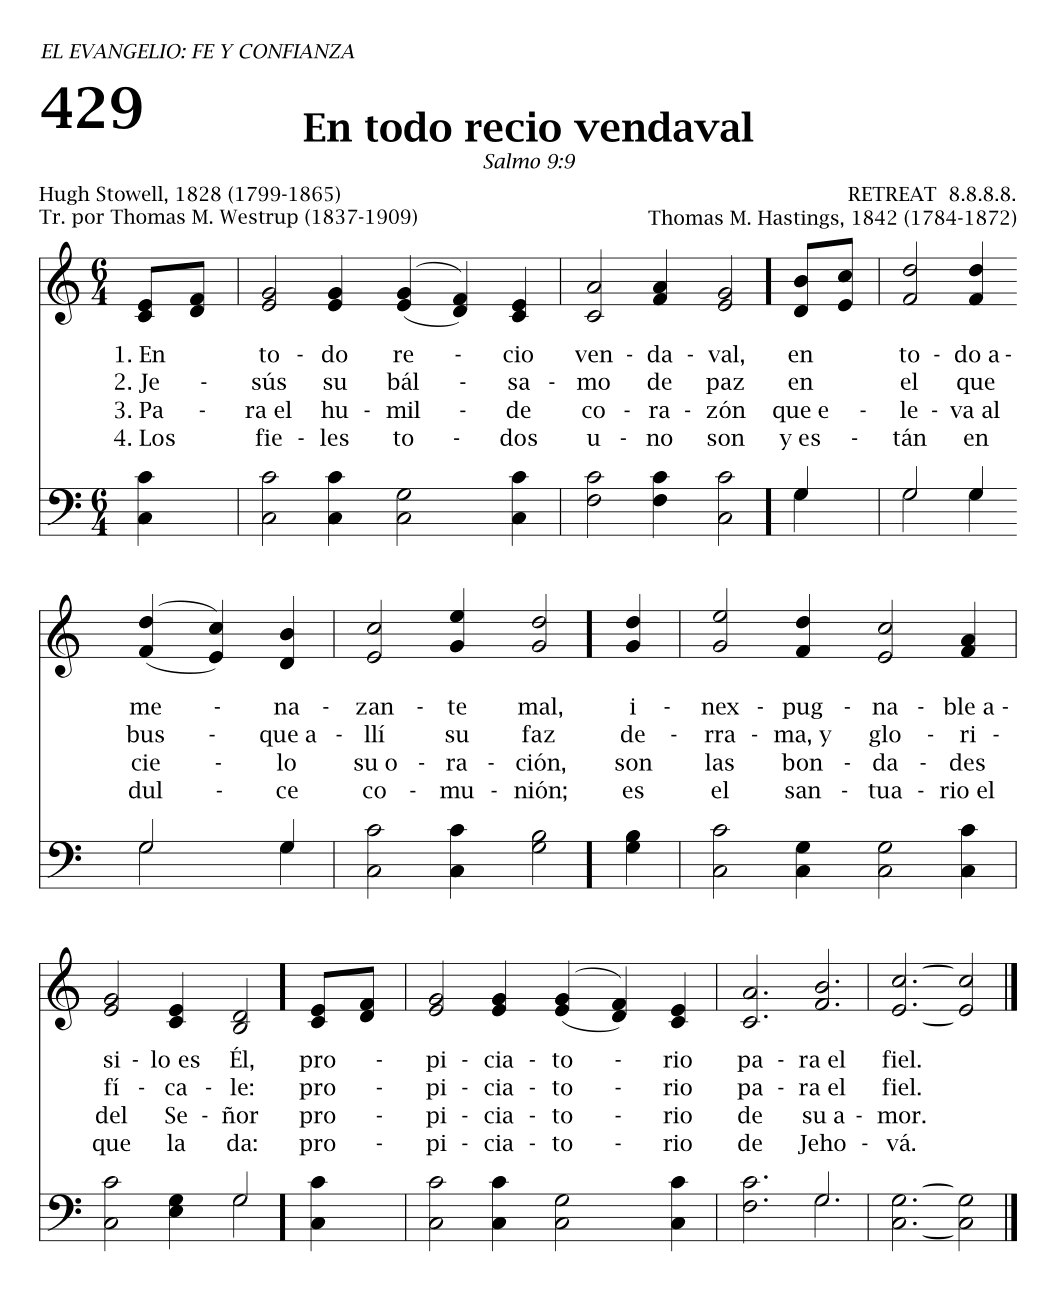 EL EVANGELIO: FE Y CONFIANZA
429
En todo recio vendaval
Salmo 9:9
Hugh Stowell, 1828 (1799-1865)
RETREAT 8.8.8.8.
Tr. por Thomas M. Westrup (1837-1909)
Thomas M. Hastings, 1842 (1784-1872)
1. En to - do re - cio ven - da - val, en to - do a -
2. Je - sús su bál - sa - mo de paz en el que
3. Pa - ra el hu - mil - de co - ra - zón que e - le - va al
4. Los fie - les to - dos u - no son y es - tán en
me - na - zan - te mal, i - nex - pug - na - ble a -
bus - que a - llí su faz de - rra - ma, y glo - ri -
cie - lo su o - ra - ción, son las bon - da - des
dul - ce co - mu - nión; es el san - tua - rio el
si - lo es Él, pro - pi - cia - to - rio pa - ra el fiel.
fí - ca - le: pro - pi - cia - to - rio pa - ra el fiel.
del Se - ñor pro - pi - cia - to - rio de su a - mor.
que la da: pro - pi - cia - to - rio de Jeho - vá.